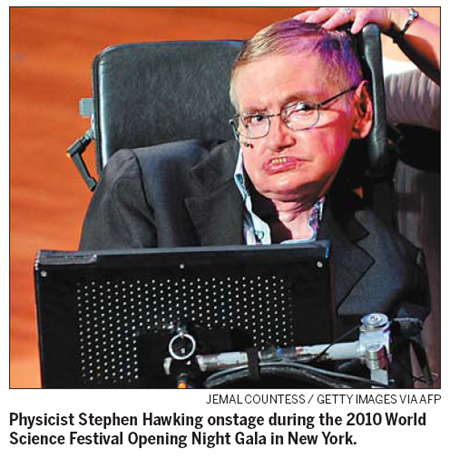 JEMAL COUNTESS / GETTY IMAGES VIA AFP
Physicist Stephen Hawking onstage during the 2010 World
Science Festival Opening Night Gala in New York.